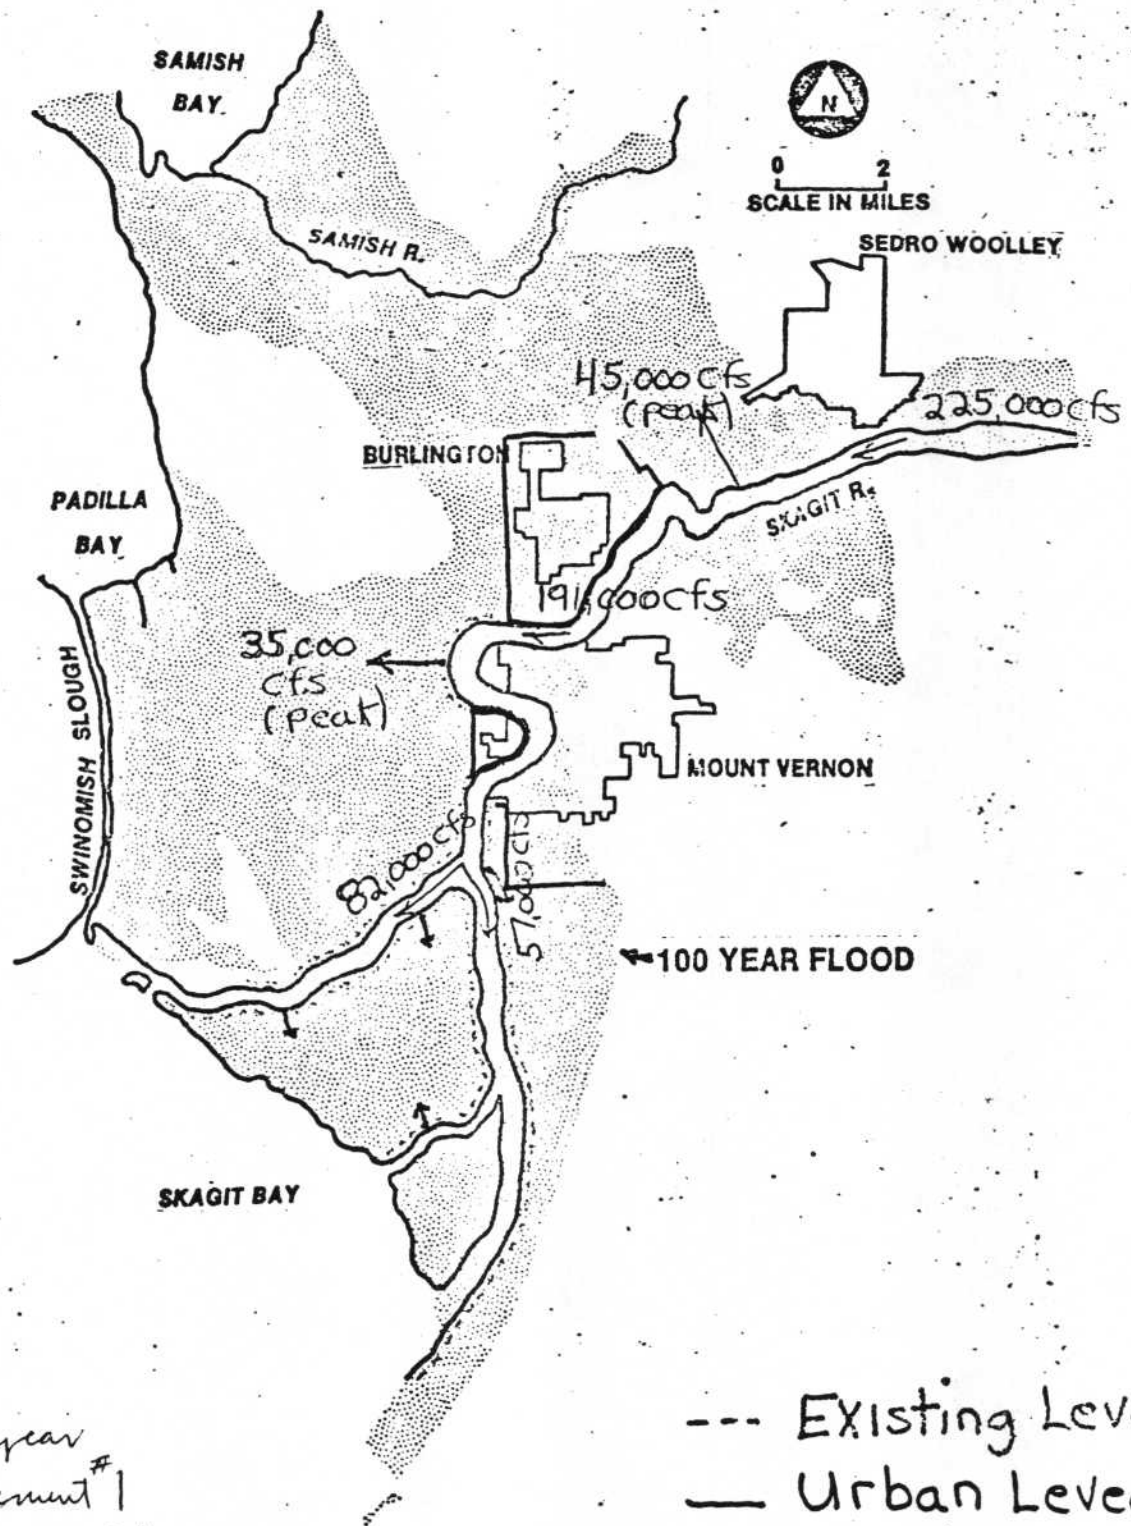 SAMISH
BAY
N
0 2
SCALE IN MILES
SAMISH R.
SEDRO WOOLLEY
45,000 cfs
(peak)
225,000 cfs
BURLINGTON
SKAGIT R.
PADILLA
BAY
191,000 cfs
35,000
cfs
(peak)
SWINOMISH SLOUGH
MOUNT VERNON
82,000 cfs
57,000 cfs
100 YEAR FLOOD
SKAGIT BAY
year
#1
--- Existing Lev
— Urban Leve